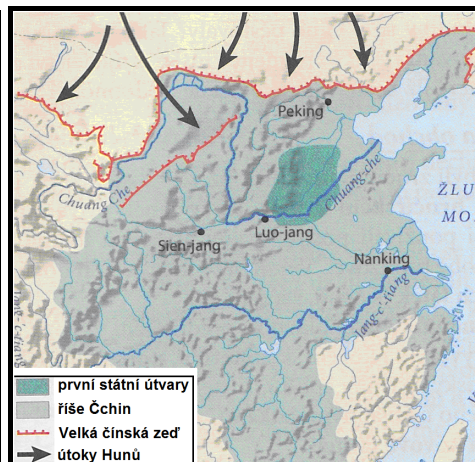 Peking
Chuang Che
Chuang-che
ŽLU
MO
Sien-jang
Luo-jang
Nanking
Jang-c'-ťiang
první státní útvary
říše Čchin
Velká čínská zeď
útoky Hunů